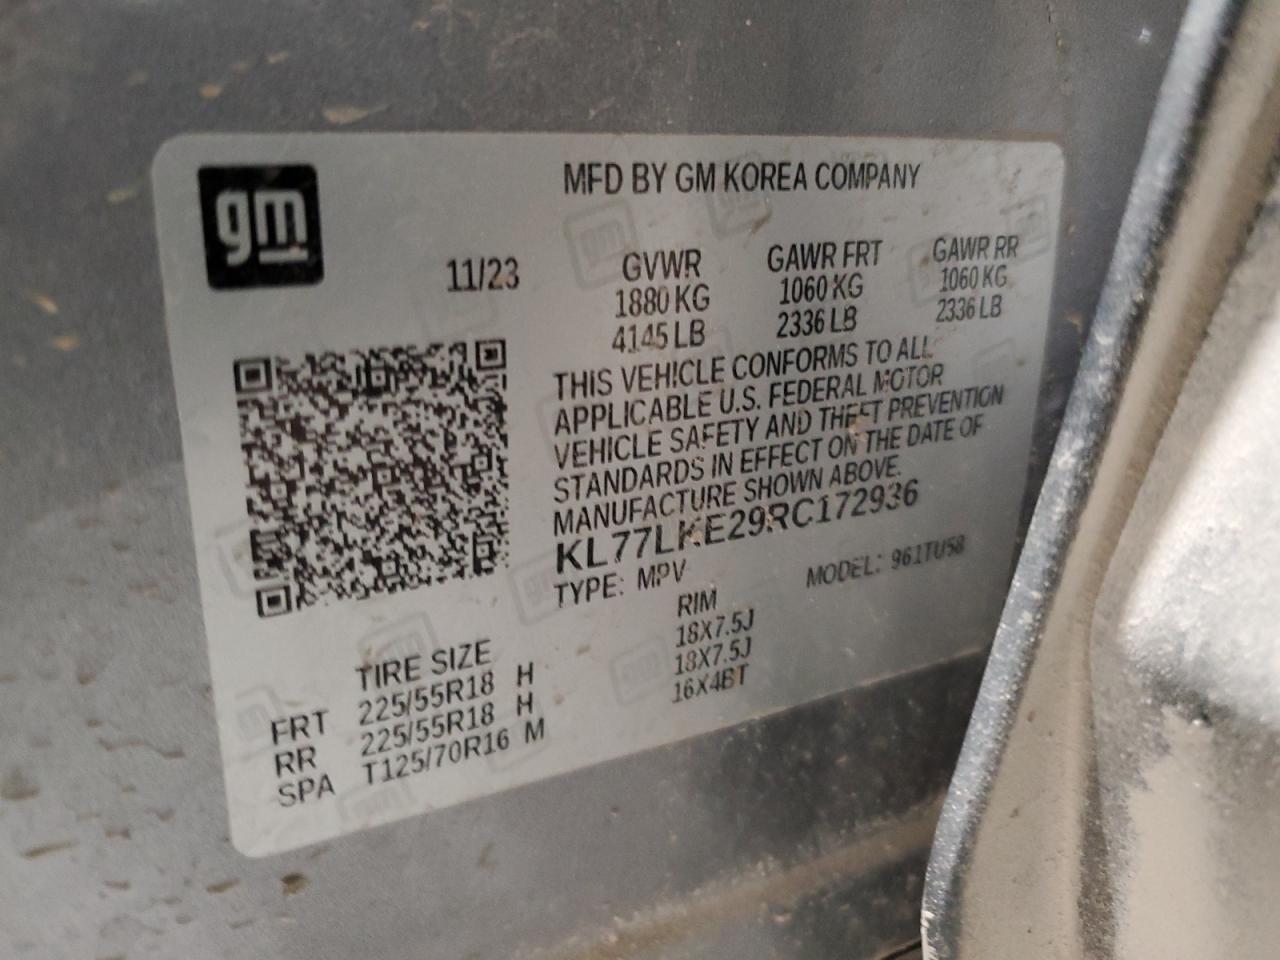 gm
MFD BY GM KOREA COMPANY
11/23 GVWR GAWR FRT GAWR RR
1880 KG 1060 KG 1060 KG
4145 LB 2336 LB 2336 LB
THIS VEHICLE CONFORMS TO ALL
APPLICABLE U.S. FEDERAL MOTOR
VEHICLE SAFETY AND THEFT PREVENTION
STANDARDS IN EFFECT ON THE DATE OF
MANUFACTURE SHOWN ABOVE.
KL77LKE29RC172936
TYPE: MPV MODEL: 961TU58
TIRE SIZE RIM
FRT 225/55R18 H 18X7.5J
RR 225/55R18 H 18X7.5J
SPA T125/70R16 M 16X4BT